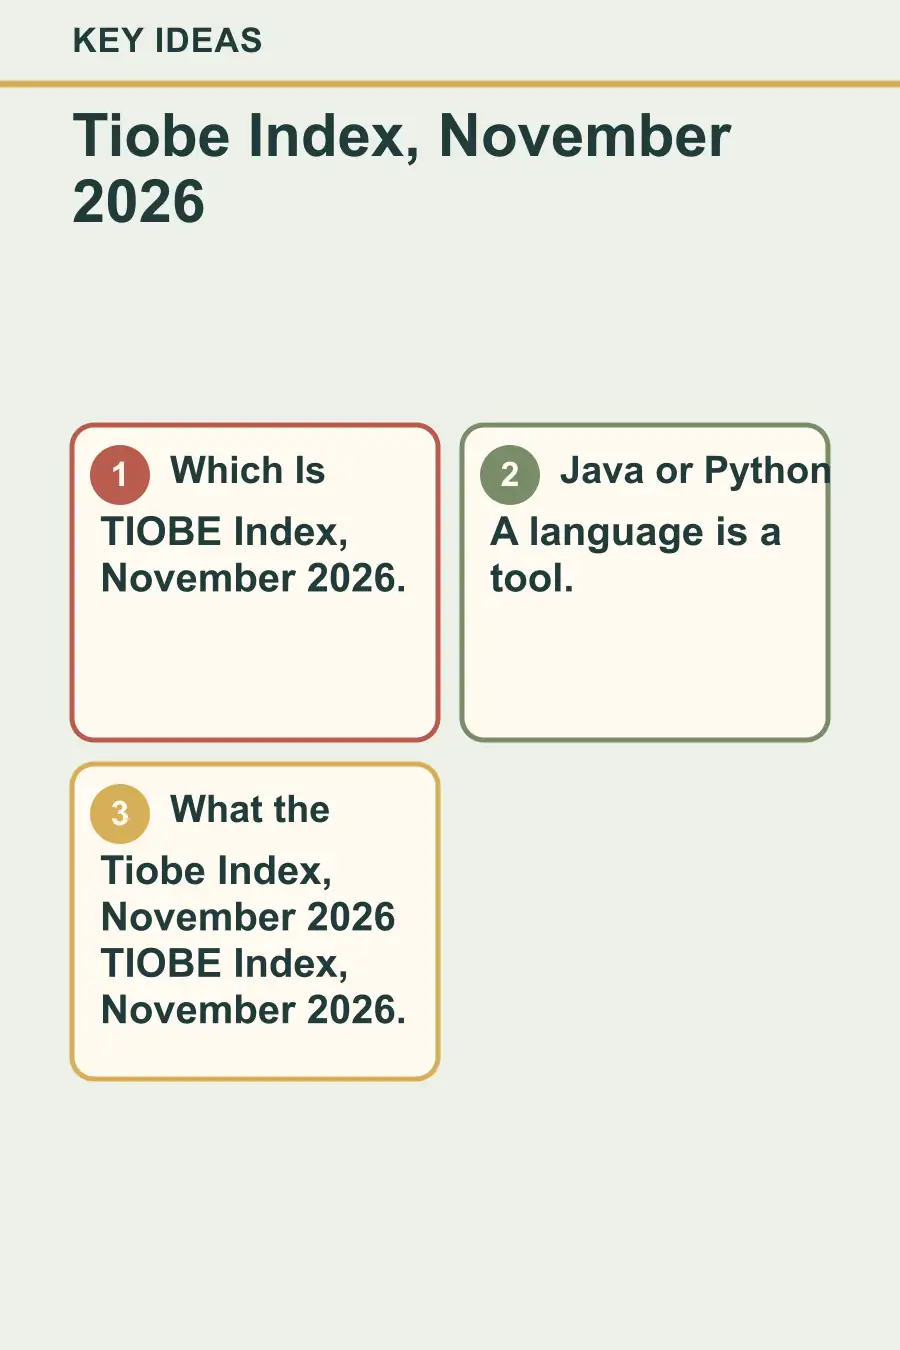 KEY IDEAS
Tiobe Index, November
2026
1 Which Is
TIOBE Index,
November 2026.
2 Java or Python
A language is a
tool.
3 What the
Tiobe Index,
November 2026
TIOBE Index,
November 2026.